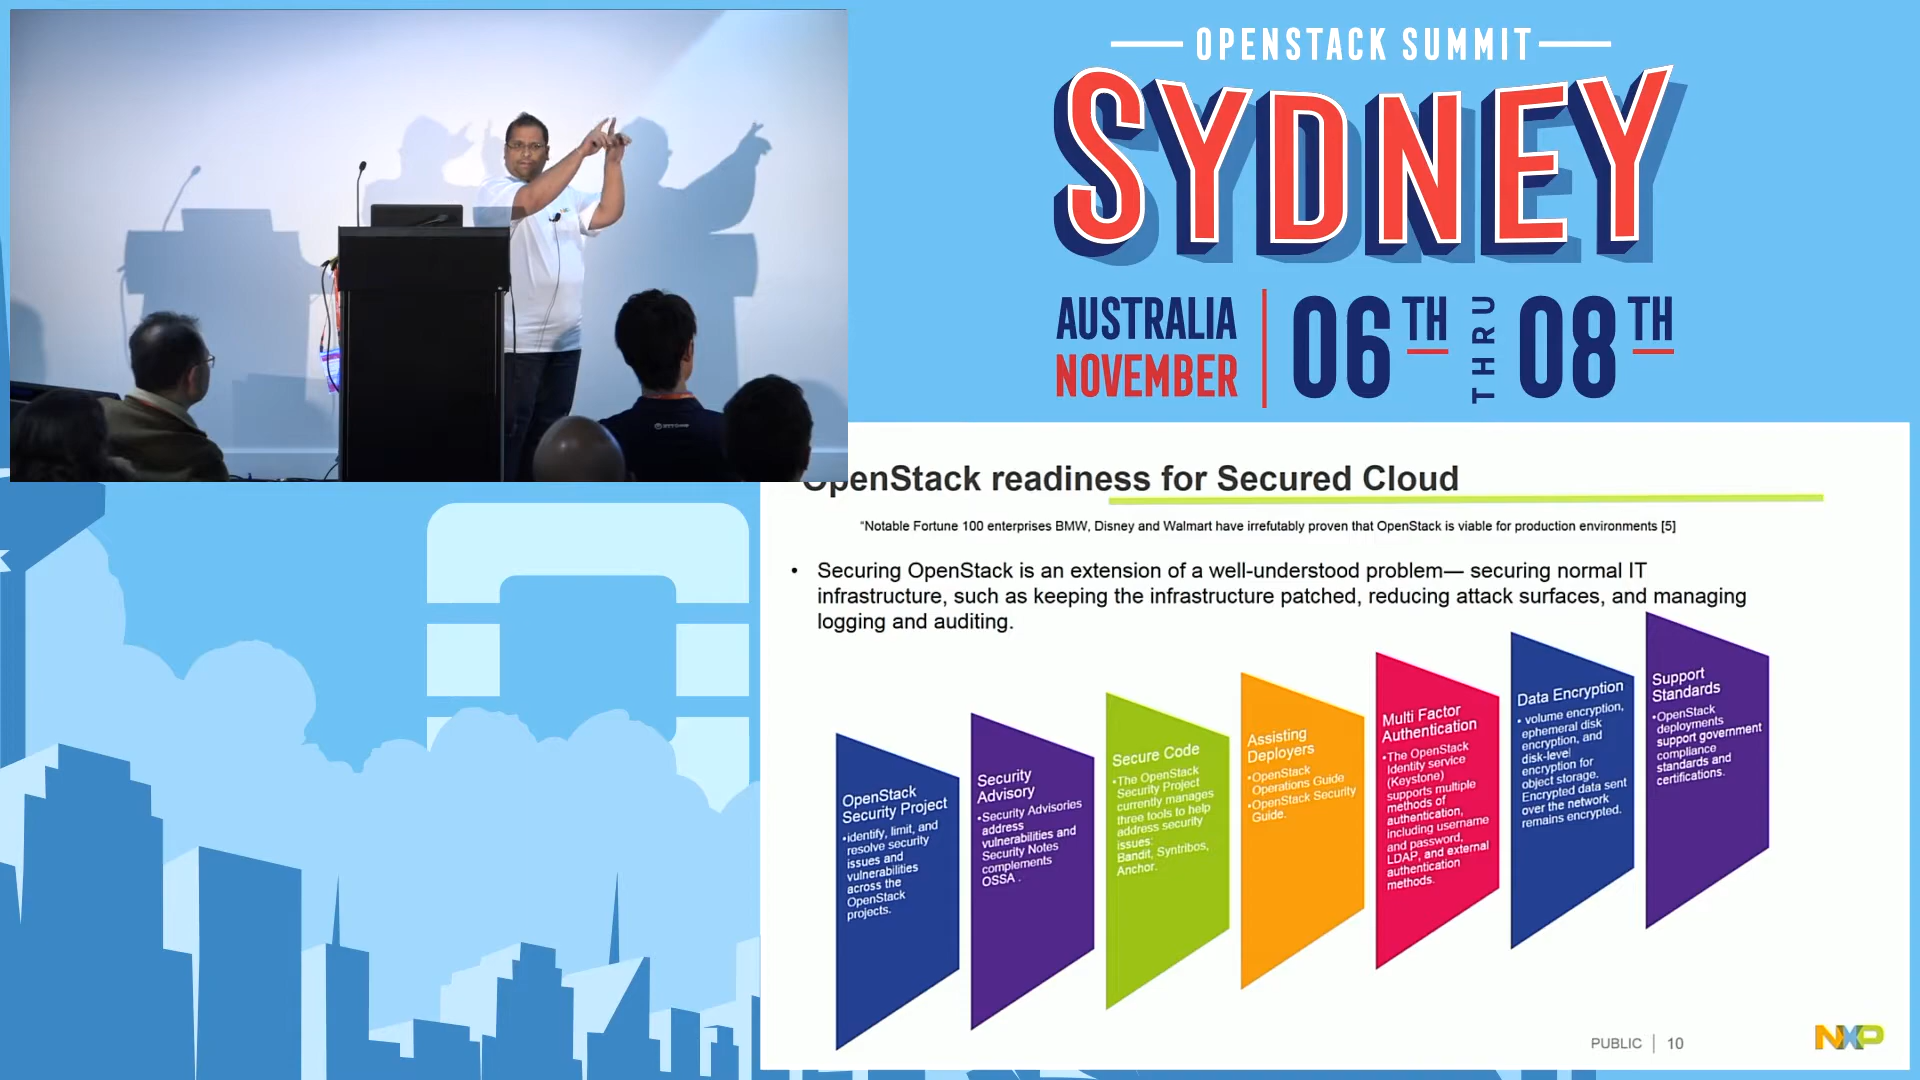 OPENSTACK SUMMIT
SYDNEY
AUSTRALIA
NOVEMBER
06TH THRU 08TH
OpenStack readiness for Secured Cloud
"Notable Fortune 100 enterprises BMW, Disney and Walmart have irrefutably proven that OpenStack is viable for production environments [5]
• Securing OpenStack is an extension of a well-understood problem— securing normal IT
infrastructure, such as keeping the infrastructure patched, reducing attack surfaces, and managing
logging and auditing.
OpenStack
Security Project
•identify, limit, and
resolve security
issues and
vulnerabilities
across the
OpenStack
projects.
Security
Advisory
•Security Advisories
address
vulnerabilities and
Security Notes
complements
OSSA .
Secure Code
•The OpenStack
Security Project
currently manages
three tools to help
address security
issues:
Bandit, Syntribos,
Anchor.
Assisting
Deployers
•OpenStack
Operations Guide
•OpenStack Security
Guide.
Multi Factor
Authentication
•The OpenStack
Identity service
(Keystone)
supports multiple
methods of
authentication,
including username
and password,
LDAP, and external
authentication
methods.
Data Encryption
• volume encryption,
ephemeral disk
encryption, and
disk-level
encryption for
object storage.
Encrypted data sent
over the network
remains encrypted.
Support
Standards
•OpenStack
deployments
support government
compliance
standards and
certifications.
PUBLIC | 10
NXP